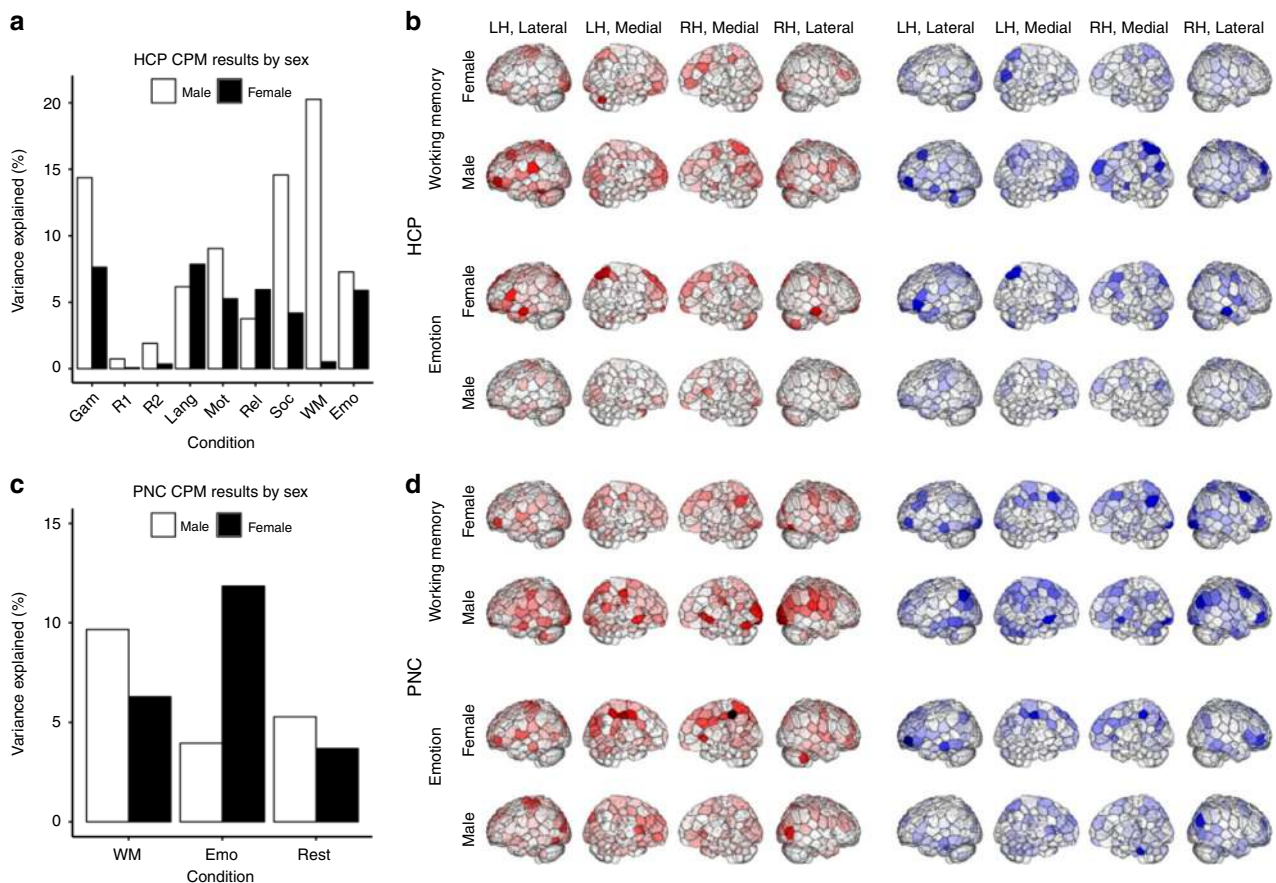 a
HCP CPM results by sex
Male Female
Variance explained (%)
20
15
10
5
0
Gam R1 R2 Lang Mot Rel Soc WM Emo
Condition
b
LH, Lateral LH, Medial RH, Medial RH, Lateral LH, Lateral LH, Medial RH, Medial RH, Lateral
HCP
Working memory
Female
Male
Emotion
Female
Male
c
PNC CPM results by sex
Male Female
Variance explained (%)
15
10
5
0
WM Emo Rest
Condition
d
PNC
Working memory
Female
Male
Emotion
Female
Male